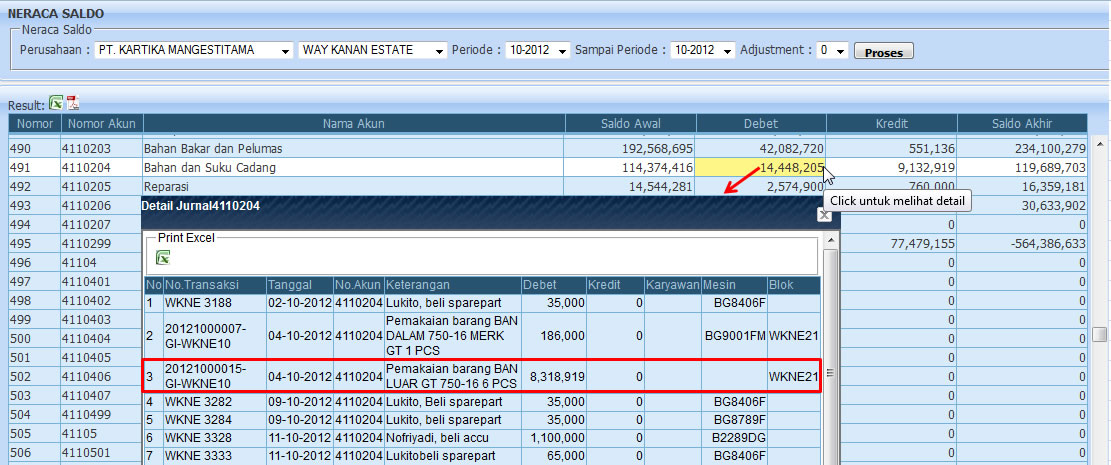 NERACA SALDO
Neraca Saldo
Perusahaan : PT. KARTIKA MANGESTITAMA WAY KANAN ESTATE Periode : 10-2012 Sampai Periode : 10-2012 Adjustment : 0 Proses
Result:
Nomor Nomor Akun Nama Akun Saldo Awal Debet Kredit Saldo Akhir
490 4110203 Bahan Bakar dan Pelumas 192,568,695 42,082,720 551,136 234,100,279
491 4110204 Bahan dan Suku Cadang 114,374,416 14,448,205 9,132,919 119,689,703
492 4110205 Reparasi 14,544,281 2,574,900 760,000 16,359,181
493 4110206 30,633,902
Click untuk melihat detail
494 4110207 0 0
495 4110299 77,479,155 -564,386,633
496 41104 0 0
497 4110401 0 0
498 4110402 0 0
499 4110403 0 0
500 4110404 0 0
501 4110405 0 0
502 4110406 0 0
503 4110407 0 0
504 4110499 0 0
505 41105 0 0
506 4110501 0 0
Detail Jurnal4110204
Print Excel
No No.Transaksi Tanggal No.Akun Keterangan Debet Kredit Karyawan Mesin Blok
1 WKNE 3188 02-10-2012 4110204 Lukito, beli sparepart 35,000 0 BG8406F
2 20121000007-GI-WKNE10 04-10-2012 4110204 Pemakaian barang BAN DALAM 750-16 MERK GT 1 PCS 186,000 0 BG9001FM WKNE21
3 20121000015-GI-WKNE10 04-10-2012 4110204 Pemakaian barang BAN LUAR GT 750-16 6 PCS 8,318,919 0 WKNE21
4 WKNE 3282 09-10-2012 4110204 Lukito, Beli sparepart 35,000 0 BG8406F
5 WKNE 3284 09-10-2012 4110204 Lukito, beli sparepart 35,000 0 BG8789F
6 WKNE 3328 11-10-2012 4110204 Nofriyadi, beli accu 1,100,000 0 B2289DG
7 WKNE 3333 11-10-2012 4110204 Lukitobeli sparepart 65,000 0 BG8406F